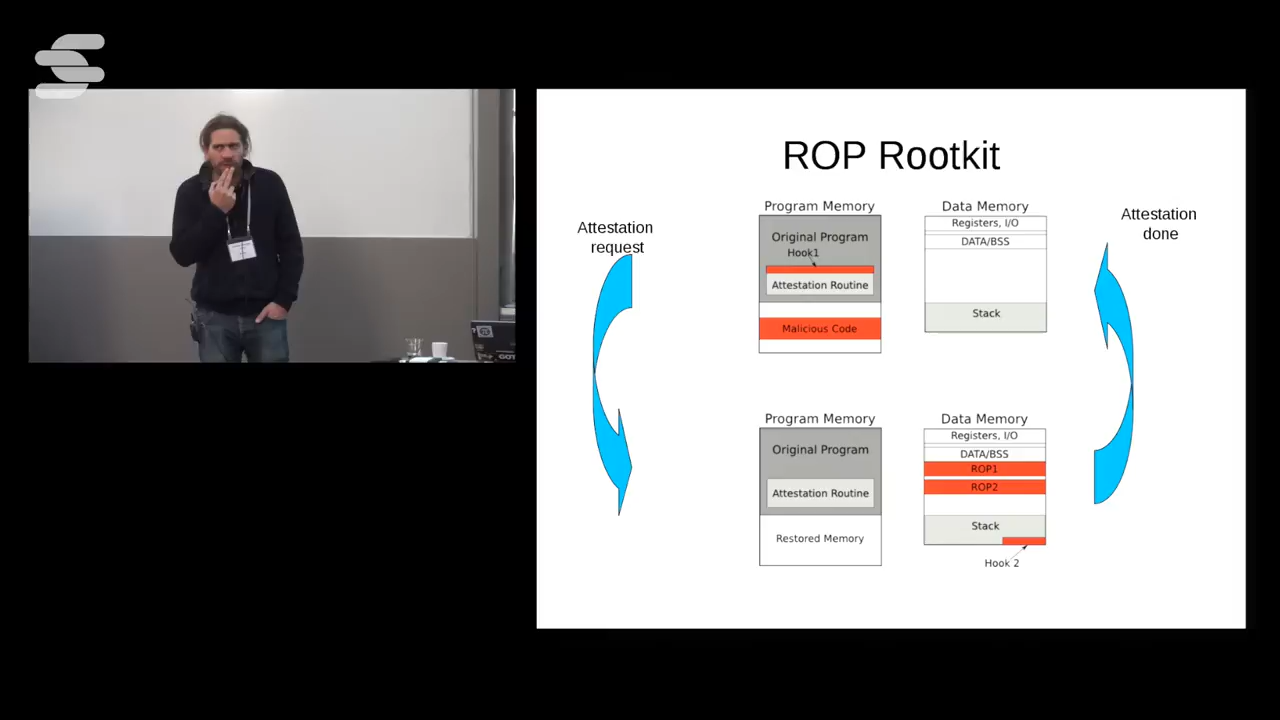 ROP Rootkit
Attestation
request
Program Memory
Original Program
Hook1
Attestation Routine
Malicious Code
Data Memory
Registers, I/O
DATA/BSS
Stack
Attestation
done
Program Memory
Original Program
Attestation Routine
Restored Memory
Data Memory
Registers, I/O
DATA/BSS
ROP1
ROP2
Stack
Hook 2
GOT